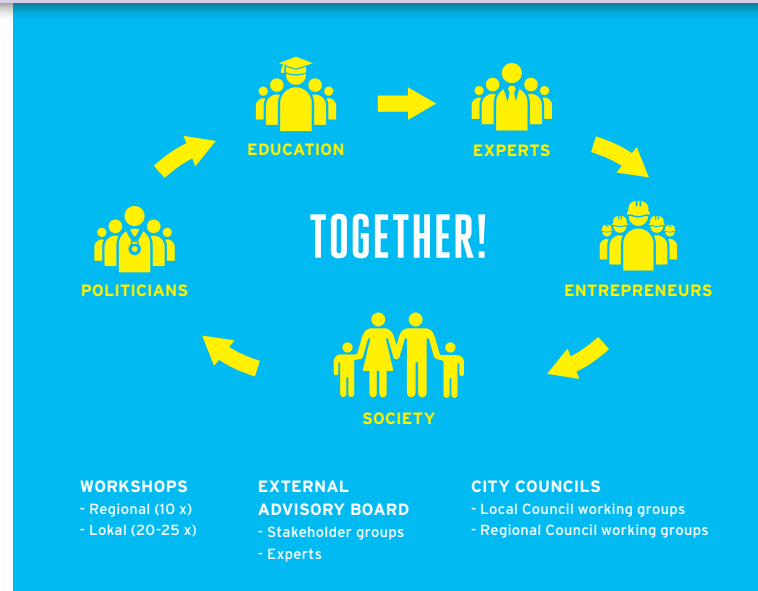 EDUCATION
EXPERTS
TOGETHER!
POLITICIANS
ENTREPRENEURS
SOCIETY
WORKSHOPS
- Regional (10 x)
- Lokal (20-25 x)
EXTERNAL
ADVISORY BOARD
- Stakeholder groups
- Experts
CITY COUNCILS
- Local Council working groups
- Regional Council working groups